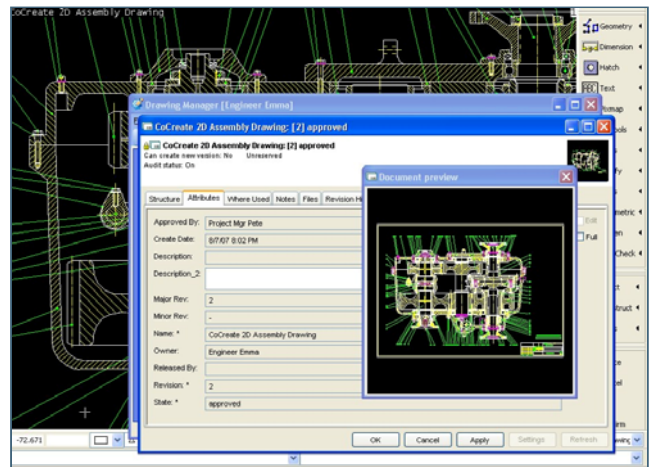 CoCreate 2D Assembly Drawing
Geometry
Dimension
Hatch
Text
Drawing Manager [Engineer Emma]
CoCreate 2D Assembly Drawing: [2] approved
CoCreate 2D Assembly Drawing: [2] approved
Can create new version: No Unreserved
Audit status: On
Document preview
Structure Attributes Where Used Notes Files Revision Hi
Approved By: Project Mgr Pete
Edit
Create Date: 8/7/07 8:02 PM
Full
Description:
Description_2:
Check
Major Rev: 2
Minor Rev: -
Name: * CoCreate 2D Assembly Drawing
Owner: Engineer Emma
Released By:
Revision: * 2
State: * approved
-72.671
OK Cancel Apply Settings Refresh